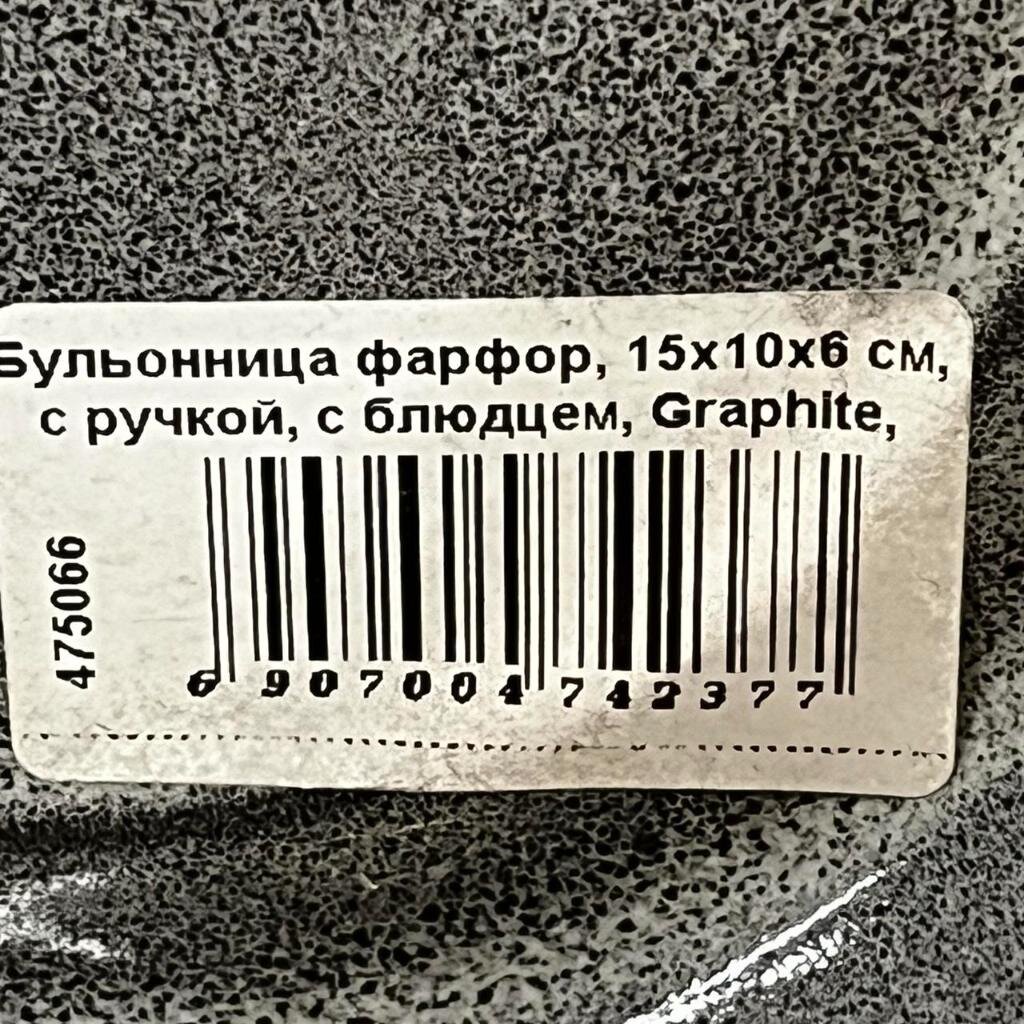 Бульонница фарфор, 15х10х6 см,
с ручкой, с блюдцем, Graphite,
475066
6 907004 742377